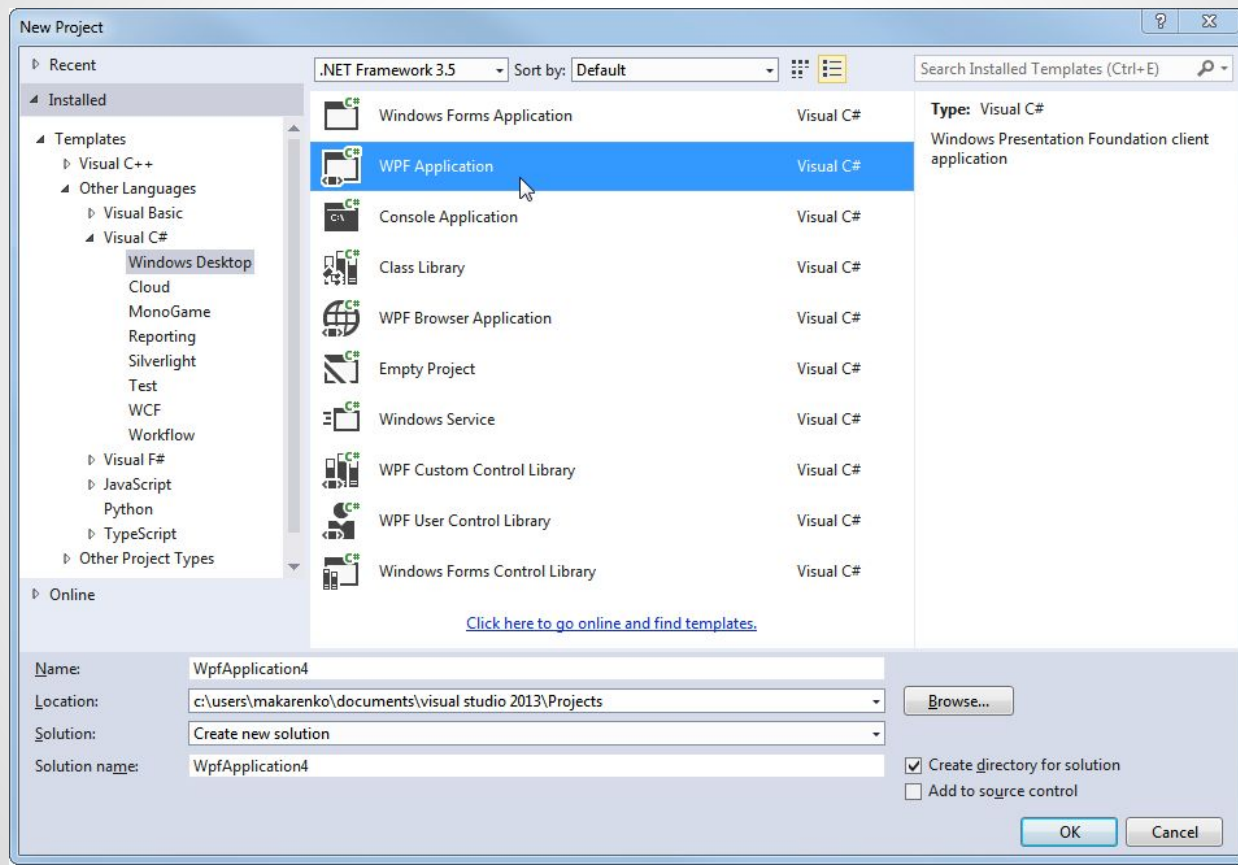 New Project
Recent
.NET Framework 3.5 Sort by: Default
Search Installed Templates (Ctrl+E)
Installed
Templates
Visual C++
Other Languages
Visual Basic
Visual C#
Windows Desktop
Cloud
MonoGame
Reporting
Silverlight
Test
WCF
Workflow
Visual F#
JavaScript
Python
TypeScript
Other Project Types
Online
Windows Forms Application Visual C#
WPF Application Visual C#
Console Application Visual C#
Class Library Visual C#
WPF Browser Application Visual C#
Empty Project Visual C#
Windows Service Visual C#
WPF Custom Control Library Visual C#
WPF User Control Library Visual C#
Windows Forms Control Library Visual C#
Click here to go online and find templates.
Type: Visual C#
Windows Presentation Foundation client
application
Name: WpfApplication4
Location: c:\users\makarenko\documents\visual studio 2013\Projects
Browse...
Solution: Create new solution
Solution name: WpfApplication4
Create directory for solution
Add to source control
OK Cancel